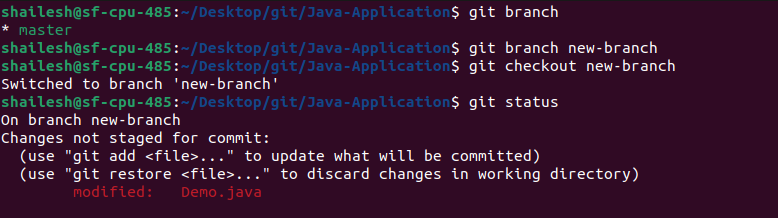 shailesh@sf-cpu-485:~/Desktop/git/Java-Application$ git branch
* master
shailesh@sf-cpu-485:~/Desktop/git/Java-Application$ git branch new-branch
shailesh@sf-cpu-485:~/Desktop/git/Java-Application$ git checkout new-branch
Switched to branch 'new-branch'
shailesh@sf-cpu-485:~/Desktop/git/Java-Application$ git status
On branch new-branch
Changes not staged for commit:
  (use "git add <file>..." to update what will be committed)
  (use "git restore <file>..." to discard changes in working directory)
        modified:   Demo.java